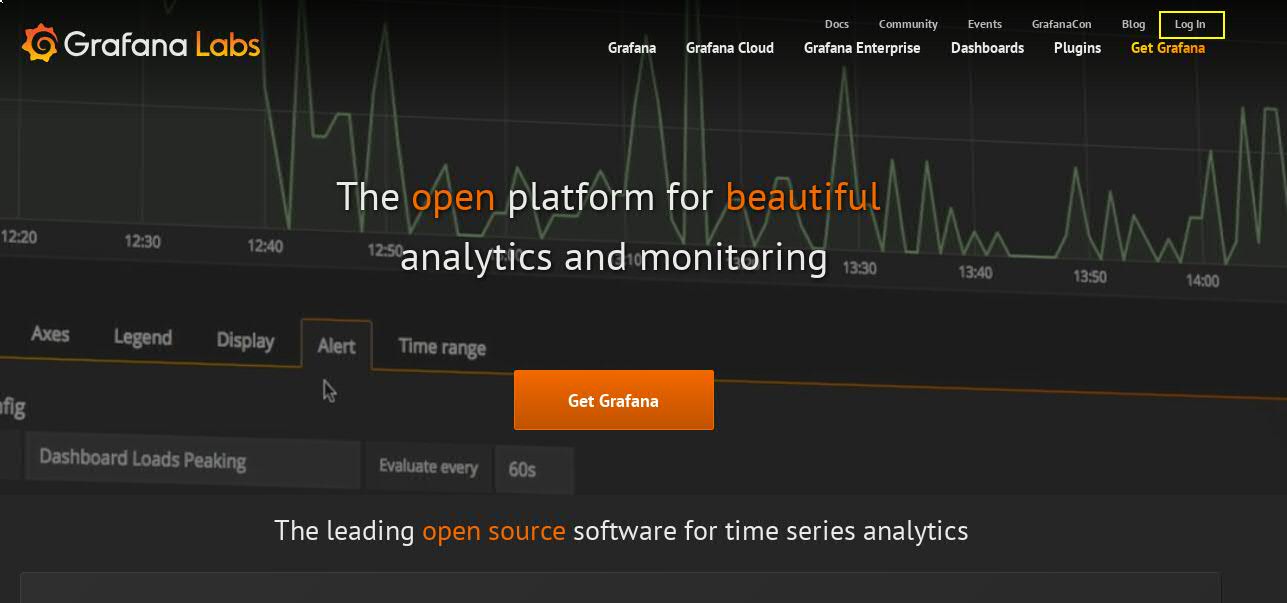 Grafana Labs
Docs Community Events GrafanaCon Blog Log In
Grafana Grafana Cloud Grafana Enterprise Dashboards Plugins Get Grafana
The open platform for beautiful
analytics and monitoring
12:20 12:30 12:40 12:50 13:30 13:40 13:50 14:00
Axes Legend Display Alert Time range
Get Grafana
Dashboard Loads Peaking Evaluate every 60s
The leading open source software for time series analytics